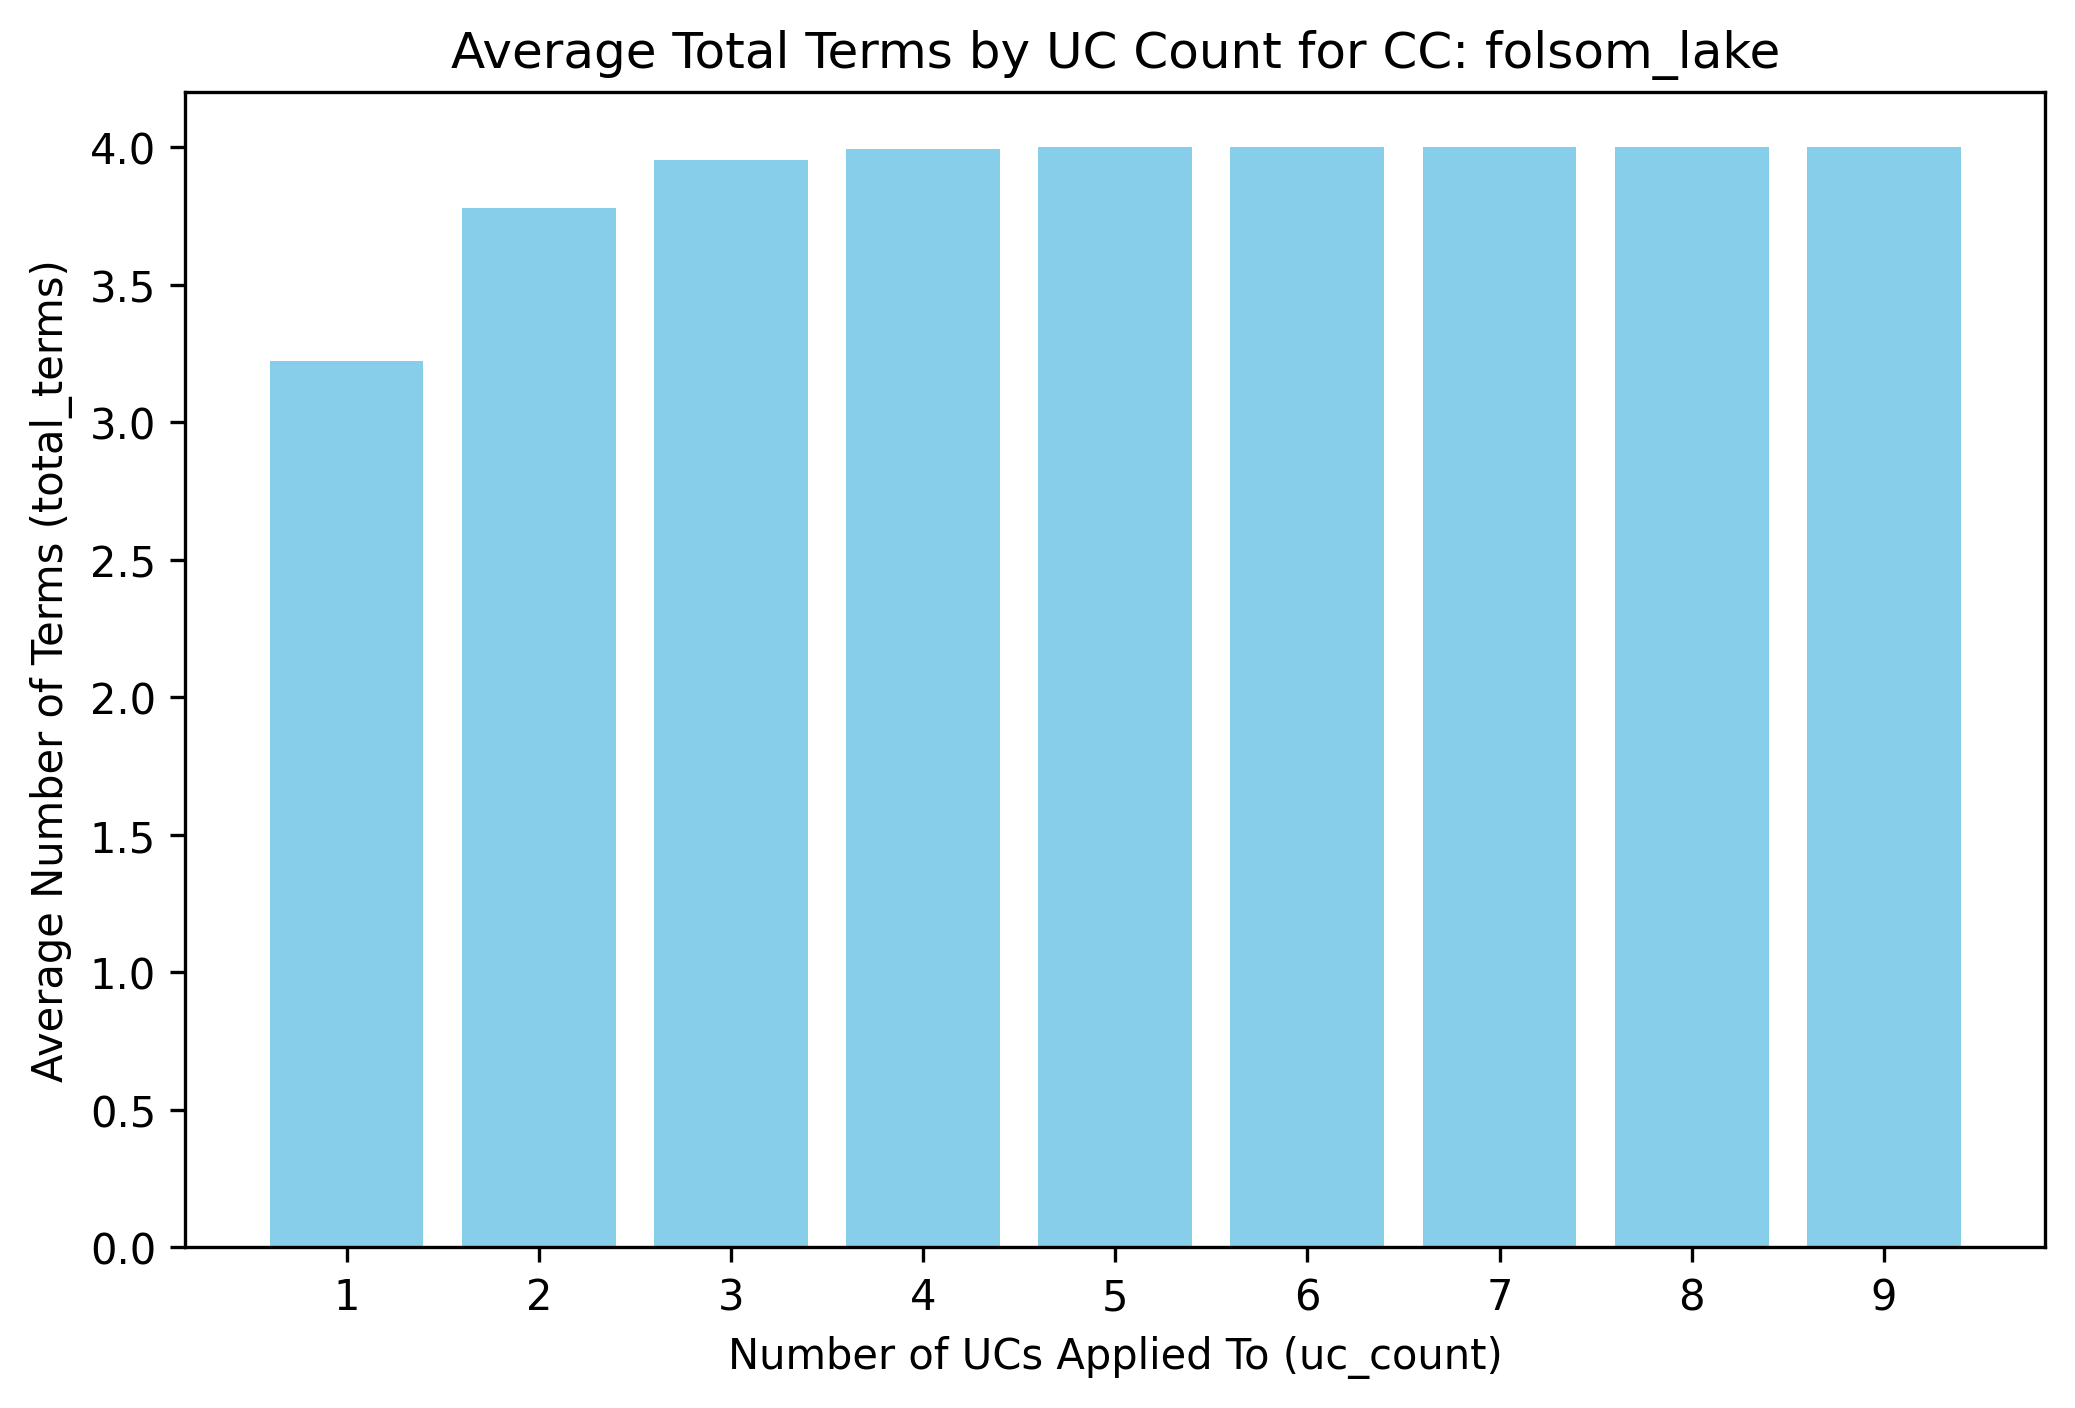 Average Total Terms by UC Count for CC: folsom_lake
Average Number of Terms (total_terms)
4.0
3.5
3.0
2.5
2.0
1.5
1.0
0.5
0.0
1 2 3 4 5 6 7 8 9
Number of UCs Applied To (uc_count)